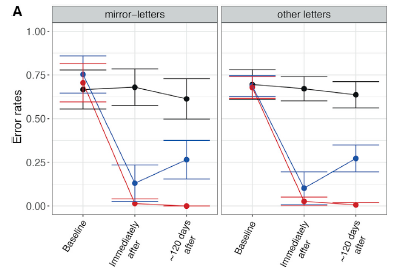 A
mirror-letters
other letters
Error rates
1.00
0.75
0.50
0.25
0.00
Baseline
Immediately
after
~120 days
after
Baseline
Immediately
after
~120 days
after